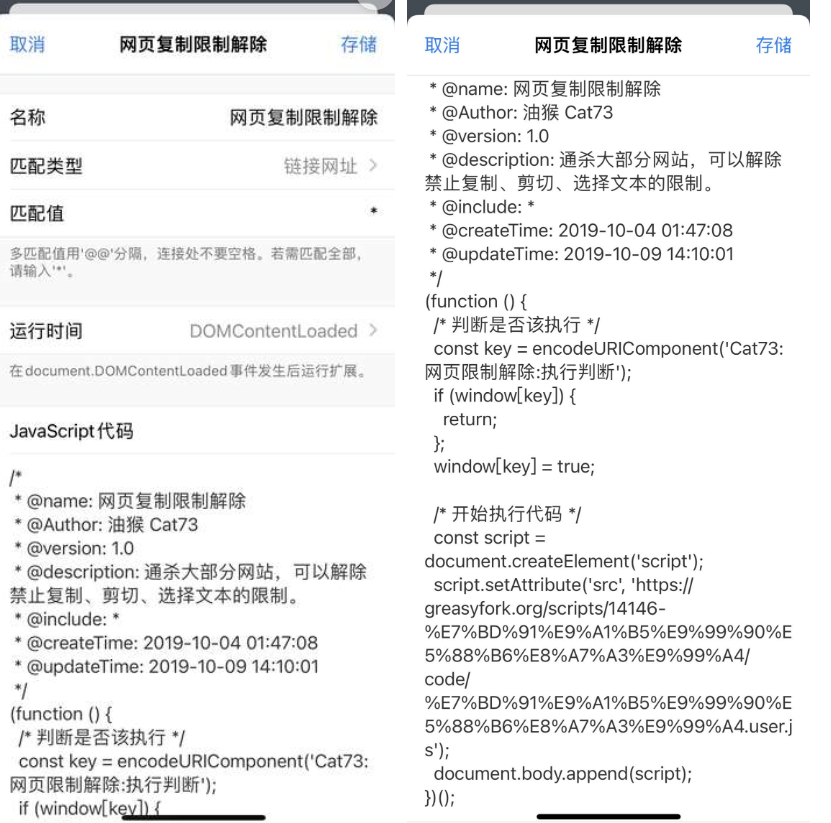 取消 网页复制限制解除 存储
名称 网页复制限制解除
匹配类型 链接网址
匹配值 *
多匹配值用'@@'分隔，连接处不要空格。若需匹配全部，
请输入'*'。
运行时间 DOMContentLoaded
在document.DOMContentLoaded事件发生后运行扩展。
JavaScript代码
/*
* @name: 网页复制限制解除
* @Author: 油猴 Cat73
* @version: 1.0
* @description: 通杀大部分网站，可以解除
禁止复制、剪切、选择文本的限制。
* @include: *
* @createTime: 2019-10-04 01:47:08
* @updateTime: 2019-10-09 14:10:01
*/
(function () {
/* 判断是否该执行 */
const key = encodeURIComponent('Cat73:
网页限制解除:执行判断');
if (window[key]) {
取消 网页复制限制解除 存储
* @name: 网页复制限制解除
* @Author: 油猴 Cat73
* @version: 1.0
* @description: 通杀大部分网站，可以解除
禁止复制、剪切、选择文本的限制。
* @include: *
* @createTime: 2019-10-04 01:47:08
* @updateTime: 2019-10-09 14:10:01
*/
(function () {
/* 判断是否该执行 */
const key = encodeURIComponent('Cat73:
网页限制解除:执行判断');
if (window[key]) {
return;
};
window[key] = true;
/* 开始执行代码 */
const script =
document.createElement('script');
script.setAttribute('src', 'https://
greasyfork.org/scripts/14146-
%E7%BD%91%E9%A1%B5%E9%99%90%E
5%88%B6%E8%A7%A3%E9%99%A4/
code/
%E7%BD%91%E9%A1%B5%E9%99%90%E
5%88%B6%E8%A7%A3%E9%99%A4.user.j
s');
document.body.append(script);
})();